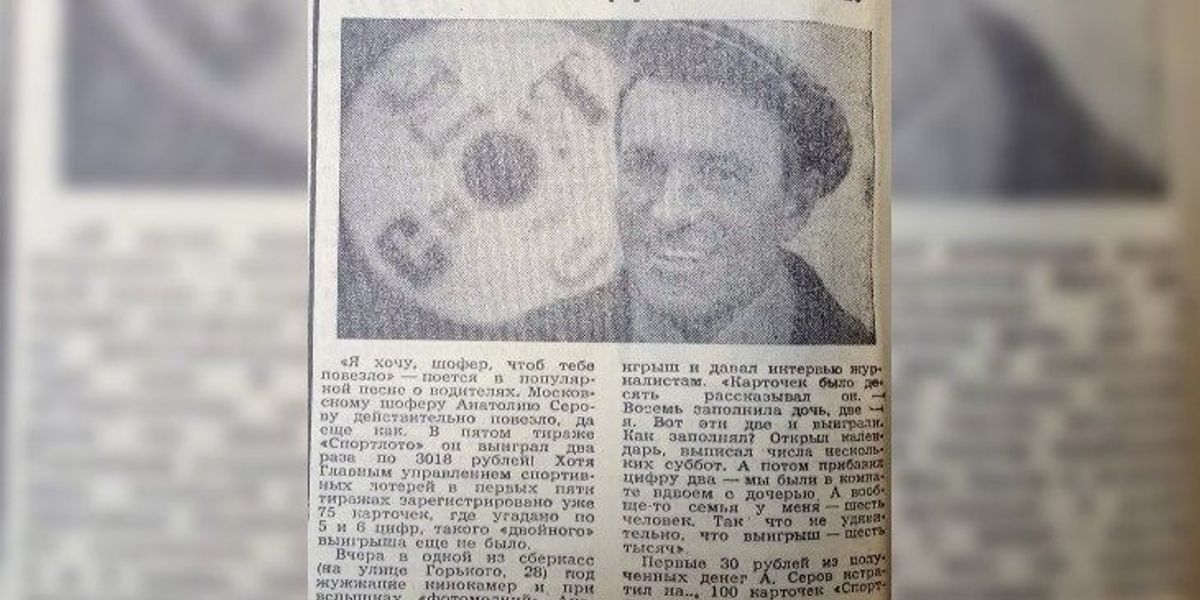 «Я хочу, шофер, чтоб тебе
повезло» — поется в популяр-
ной песне о водителях. Москов-
скому шоферу Анатолию Серо-
ву действительно повезло, да
еще как. В пятом тираже
«Спортлото» он выиграл два
раза по 3018 рублей! Хотя
Главным управлением спортив-
ных лотерей в первых пяти
тиражах зарегистрировано уже
75 карточек, где угадано по
5 и 6 цифр, такого «двойного»
выигрыша еще не было.
Вчера в одной из сберкасс
(на улице Горького, 28) под
жужжание кинокамер и при
вспышках «фотомолний»
игрыш и давал интервью жур-
налистам. «Карточек было де-
сять рассказывал он.
Восемь заполнила дочь, две —
я. Вот эти две и выиграли.
Как заполнял? Открыл кален-
дарь, выписал числа несколь-
ких суббот. А потом прибавил
цифру два — мы были в комна-
те вдвоем с дочерью. А вооб-
ще-то семья у меня — шесть
человек. Так что не удиви-
тельно, что выигрыш — шесть
тысяч».
Первые 30 рублей из полу-
ченных денег А. Серов истра-
тил на... 100 карточек «Спорт-